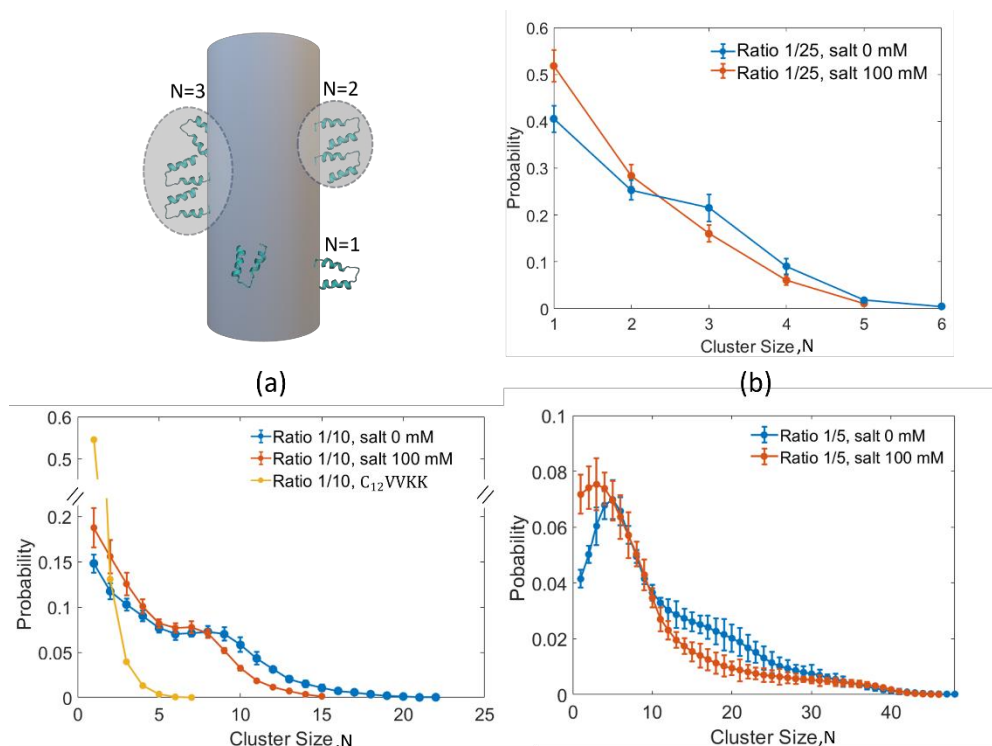 N=3
N=2
N=1
(a)
Ratio 1/25, salt 0 mM
Ratio 1/25, salt 100 mM
0.6
0.5
0.4
0.3
0.2
0.1
0
Probability
1 2 3 4 5 6
Cluster Size,N
(b)
Ratio 1/10, salt 0 mM
Ratio 1/10, salt 100 mM
Ratio 1/10, C₁₂VVKK
0.6
0.5
0.2
0.15
0.1
0.05
0
Probability
0 5 10 15 20 25
Cluster Size,N
Ratio 1/5, salt 0 mM
Ratio 1/5, salt 100 mM
0.1
0.08
0.06
0.04
0.02
0
Pobability
0 10 20 30 40
Cluster Size,N